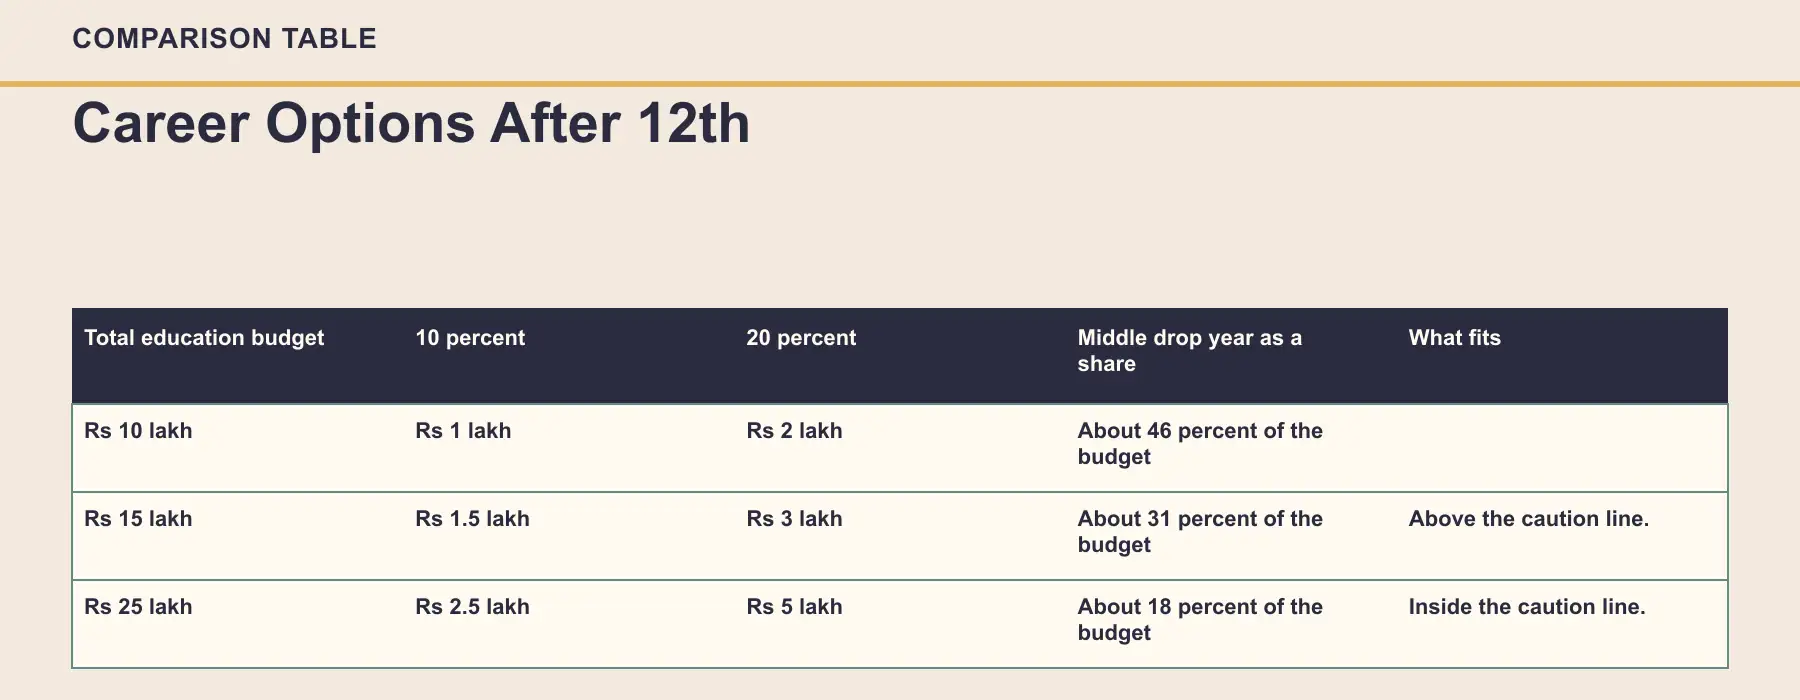 COMPARISON TABLE
Career Options After 12th
Total education budget
10 percent
20 percent
Middle drop year as a
share
What fits
Rs 10 lakh
Rs 1 lakh
Rs 2 lakh
About 46 percent of the
budget
Rs 15 lakh
Rs 1.5 lakh
Rs 3 lakh
About 31 percent of the
budget
Above the caution line.
Rs 25 lakh
Rs 2.5 lakh
Rs 5 lakh
About 18 percent of the
budget
Inside the caution line.